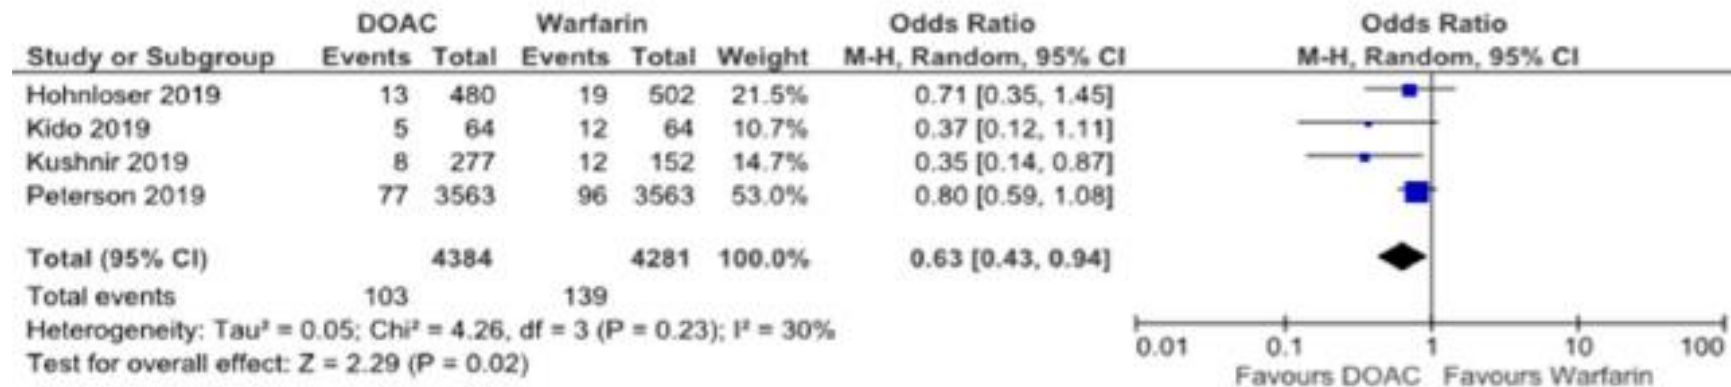 DOAC Warfarin Odds Ratio Odds Ratio
Study or Subgroup Events Total Events Total Weight M-H, Random, 95% CI M-H, Random, 95% CI
Hohnloser 2019 13 480 19 502 21.5% 0.71 [0.35, 1.45]
Kido 2019 5 64 12 64 10.7% 0.37 [0.12, 1.11]
Kushnir 2019 8 277 12 152 14.7% 0.35 [0.14, 0.87]
Peterson 2019 77 3563 96 3563 53.0% 0.80 [0.59, 1.08]
Total (95% CI) 4384 4281 100.0% 0.63 [0.43, 0.94]
Total events 103 139
Heterogeneity: Tau² = 0.05; Chi² = 4.26, df = 3 (P = 0.23); I² = 30%
Test for overall effect: Z = 2.29 (P = 0.02)
0.01 0.1 1 10 100
Favours DOAC Favours Warfarin